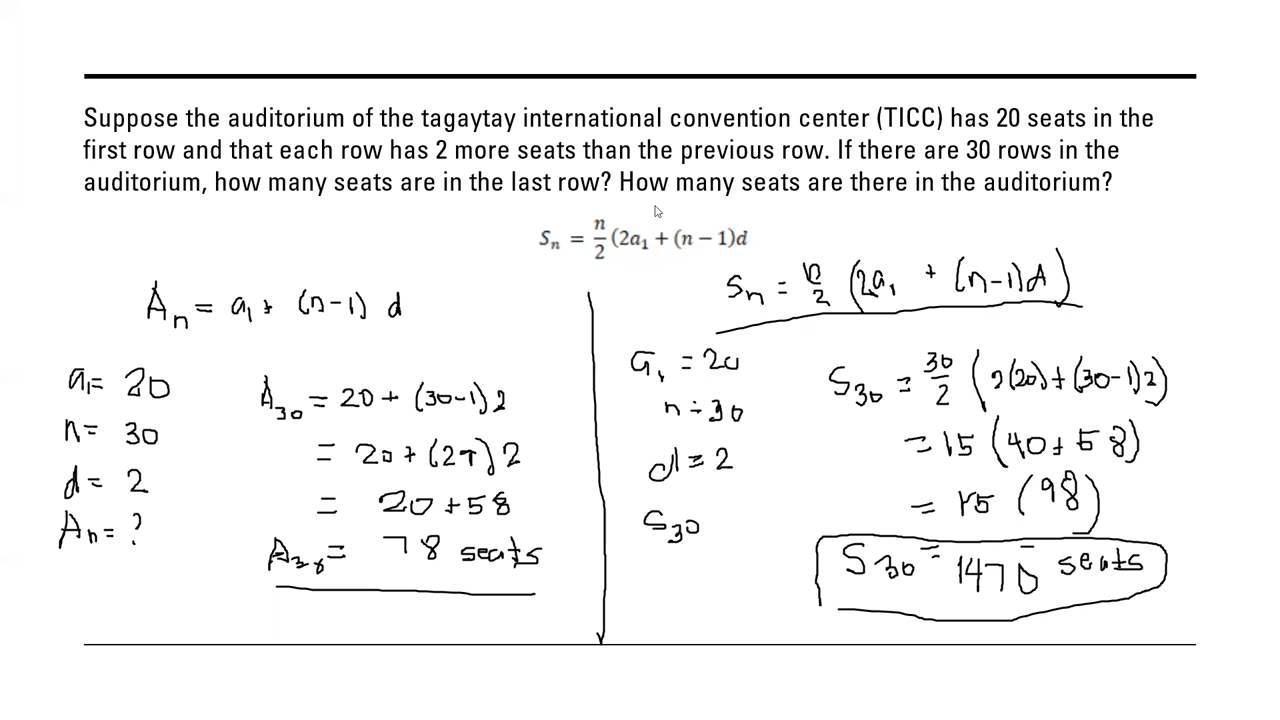 Suppose the auditorium of the tagaytay international convention center (TICC) has 20 seats in the
first row and that each row has 2 more seats than the previous row. If there are 30 rows in the
auditorium, how many seats are in the last row? How many seats are there in the auditorium?
Sₙ = n/2 (2a₁ + (n − 1)d
Aₙ = a₁ + (n-1) d
a₁= 20
n= 30
d= 2
Aₙ= ?
A₃₀ = 20 + (30-1)2
= 20 + (29)2
= 20 + 58
A₃₀ = 78 seats
Sₙ = n/2 (2a₁ + (n-1)d)
a₁ = 20
n = 30
d = 2
S₃₀
S₃₀ = 30/2 (2(20) + (30-1)2)
= 15 (40 + 58)
= 15 (98)
S₃₀ = 1470 seats